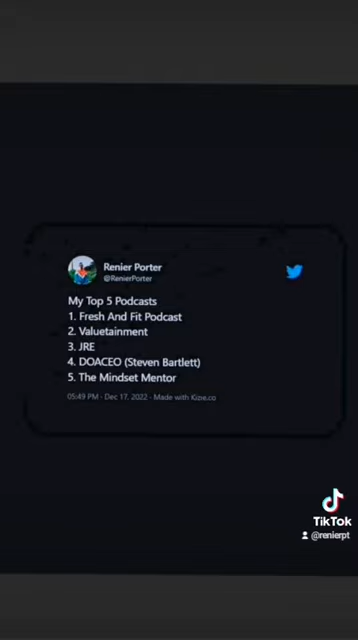 Renier Porter
@RenierPorter
My Top 5 Podcasts
1. Fresh And Fit Podcast
2. Valuetainment
3. JRE
4. DOACEO (Steven Bartlett)
5. The Mindset Mentor
05:49 PM - Dec 17, 2022 - Made with Kizie.co
TikTok
@renierpt